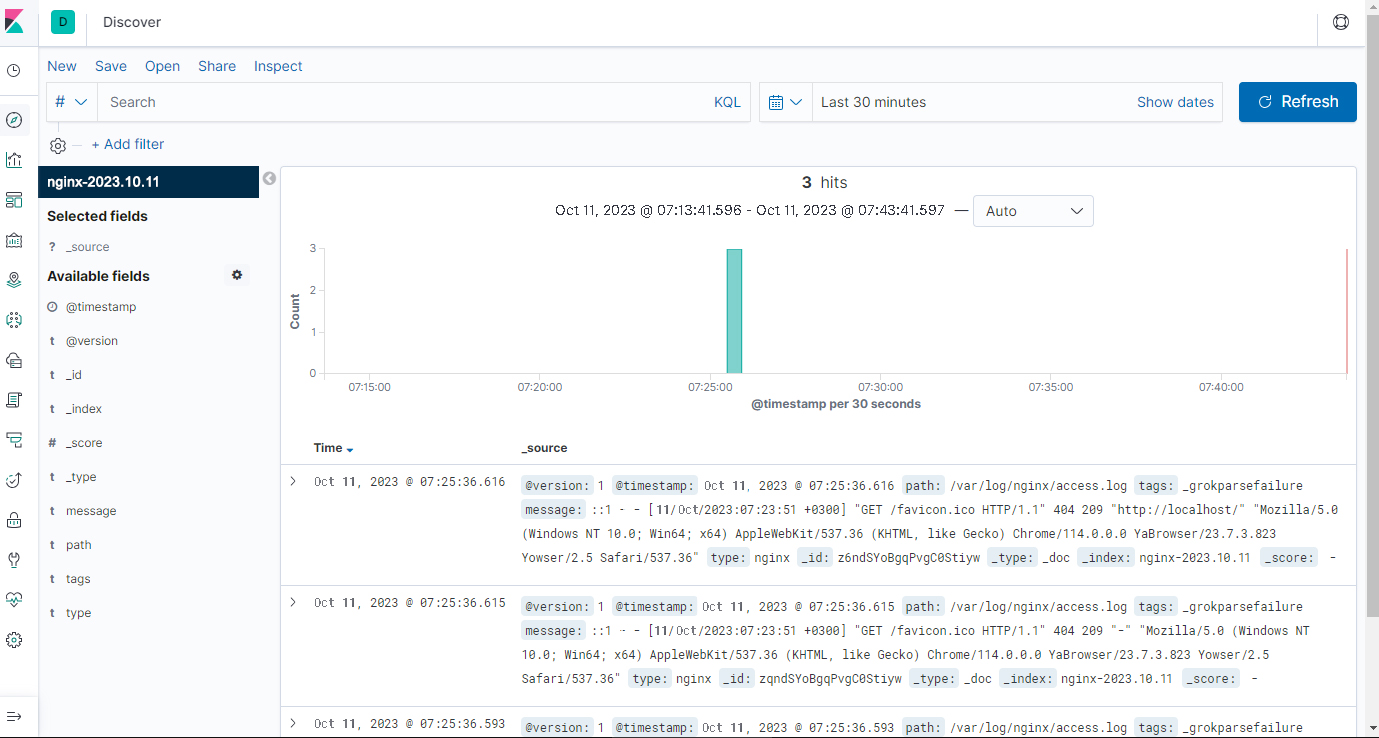 D Discover
New Save Open Share Inspect
# Search KQL Last 30 minutes Show dates Refresh
+ Add filter
nginx-2023.10.11
Selected fields
? _source
Available fields
@timestamp
t @version
t _id
t _index
# _score
t _type
t message
t path
t tags
t type
3 hits
Oct 11, 2023 @ 07:13:41.596 - Oct 11, 2023 @ 07:43:41.597 — Auto
3
2
1
0
Count
07:15:00 07:20:00 07:25:00 07:30:00 07:35:00 07:40:00
@timestamp per 30 seconds
Time _source
Oct 11, 2023 @ 07:25:36.616
@version: 1 @timestamp: Oct 11, 2023 @ 07:25:36.616 path: /var/log/nginx/access.log tags: _grokparsefailure
message: ::1 - - [11/Oct/2023:07:23:51 +0300] "GET /favicon.ico HTTP/1.1" 404 209 "http://localhost/" "Mozilla/5.0
(Windows NT 10.0; Win64; x64) AppleWebKit/537.36 (KHTML, like Gecko) Chrome/114.0.0.0 YaBrowser/23.7.3.823
Yowser/2.5 Safari/537.36" type: nginx _id: z6ndSYoBgqPvgC0Stiyw _type: _doc _index: nginx-2023.10.11 _score: -
Oct 11, 2023 @ 07:25:36.615
@version: 1 @timestamp: Oct 11, 2023 @ 07:25:36.615 path: /var/log/nginx/access.log tags: _grokparsefailure
message: ::1 - - [11/Oct/2023:07:23:51 +0300] "GET /favicon.ico HTTP/1.1" 404 209 "-" "Mozilla/5.0 (Windows NT
10.0; Win64; x64) AppleWebKit/537.36 (KHTML, like Gecko) Chrome/114.0.0.0 YaBrowser/23.7.3.823 Yowser/2.5
Safari/537.36" type: nginx _id: zqndSYoBgqPvgC0Stiyw _type: _doc _index: nginx-2023.10.11 _score: -
Oct 11, 2023 @ 07:25:36.593
@version: 1 @timestamp: Oct 11, 2023 @ 07:25:36.593 path: /var/log/nginx/access.log tags: _grokparsefailure